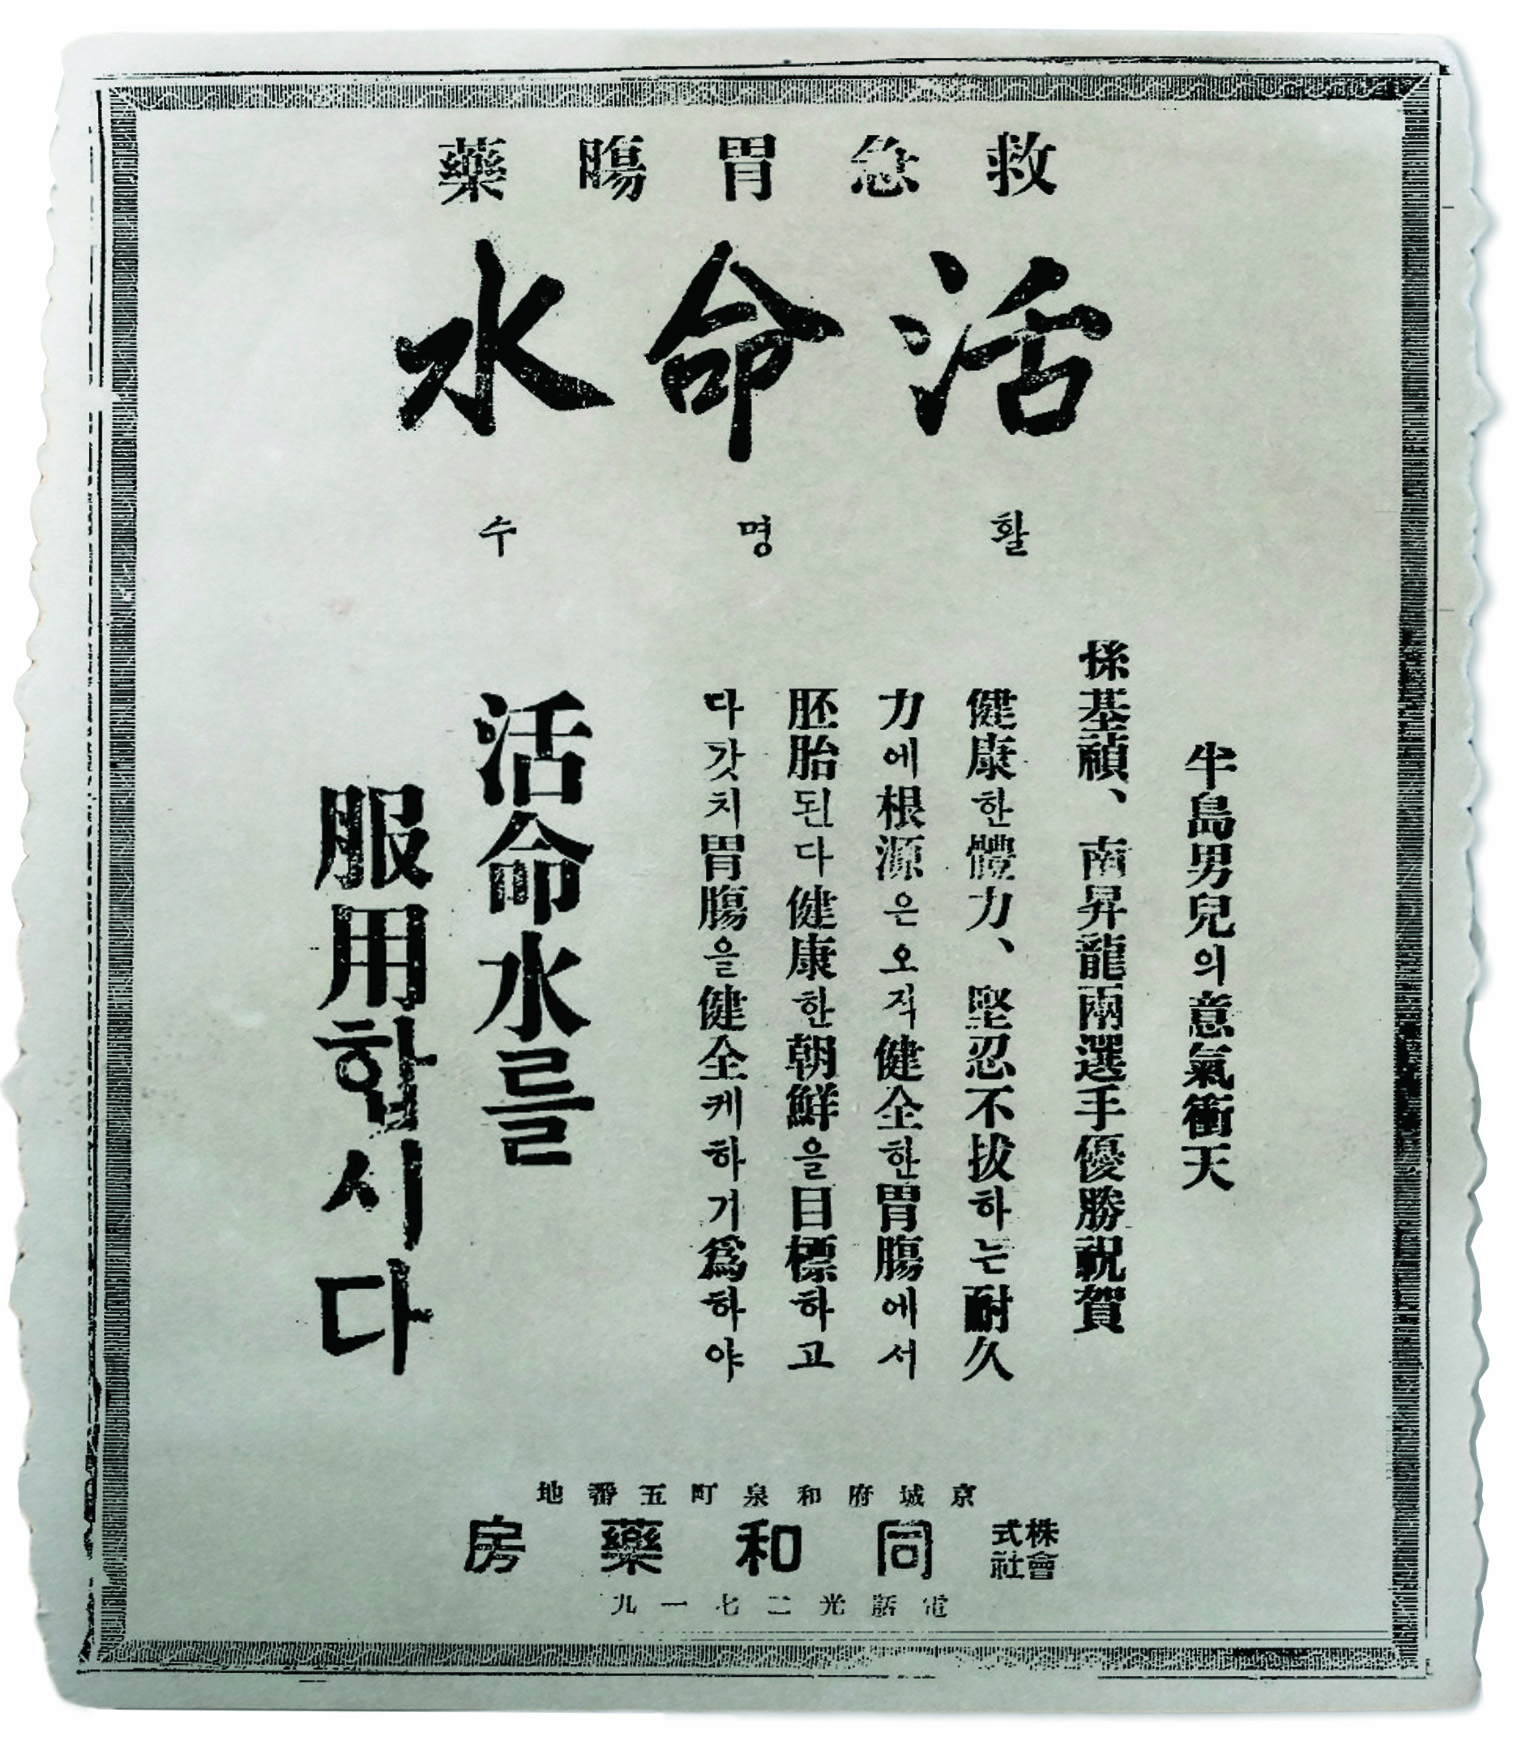 救急胃腸藥
活命水
활명수
半島男兒의意氣衝天
孫基禎、南昇龍兩選手優勝祝賀
健康한體力、堅忍不拔하는耐久
力에根源은오직健全한胃腸에서
胚胎된다健康한朝鮮을目標하고
다갓치胃腸을健全케하기爲하야
活命水를
服用합시다
京城府和泉町五番地
株式會社同和藥房
電話光二七一九